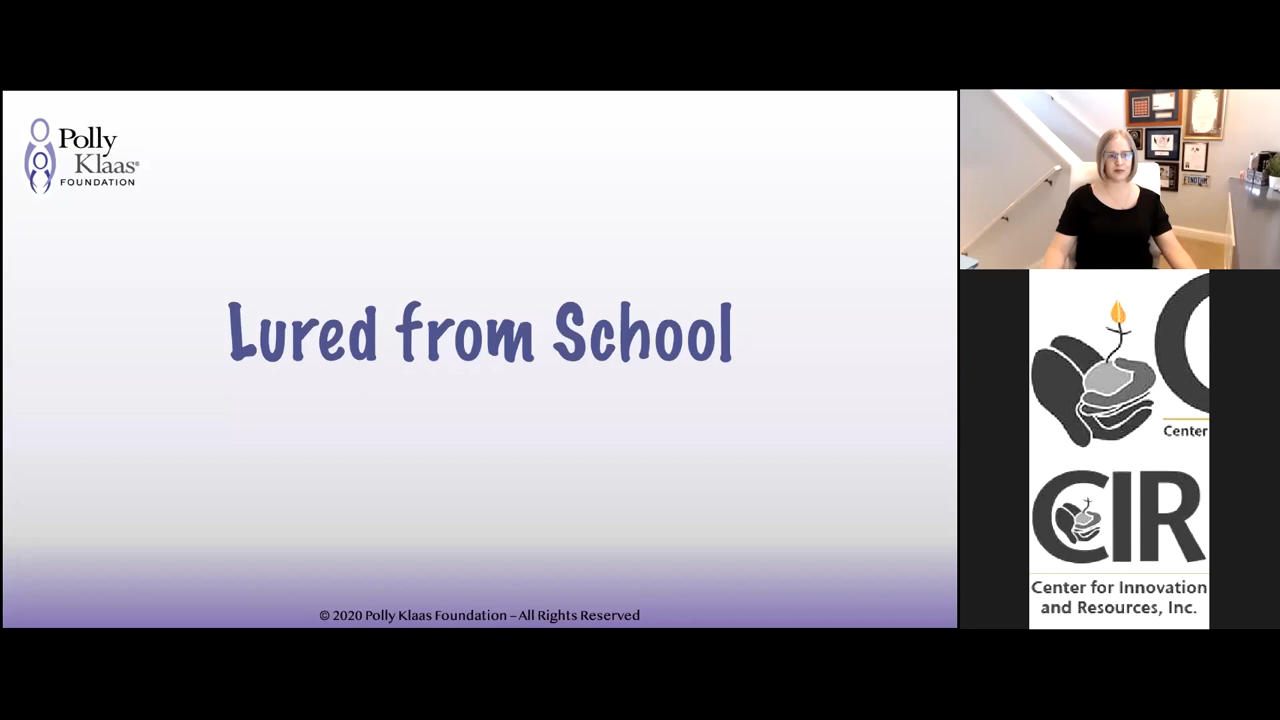 Polly
Klaas®
FOUNDATION
Lured from School
© 2020 Polly Klaas Foundation – All Rights Reserved
Center
CIR
Center for Innovation
and Resources, Inc.